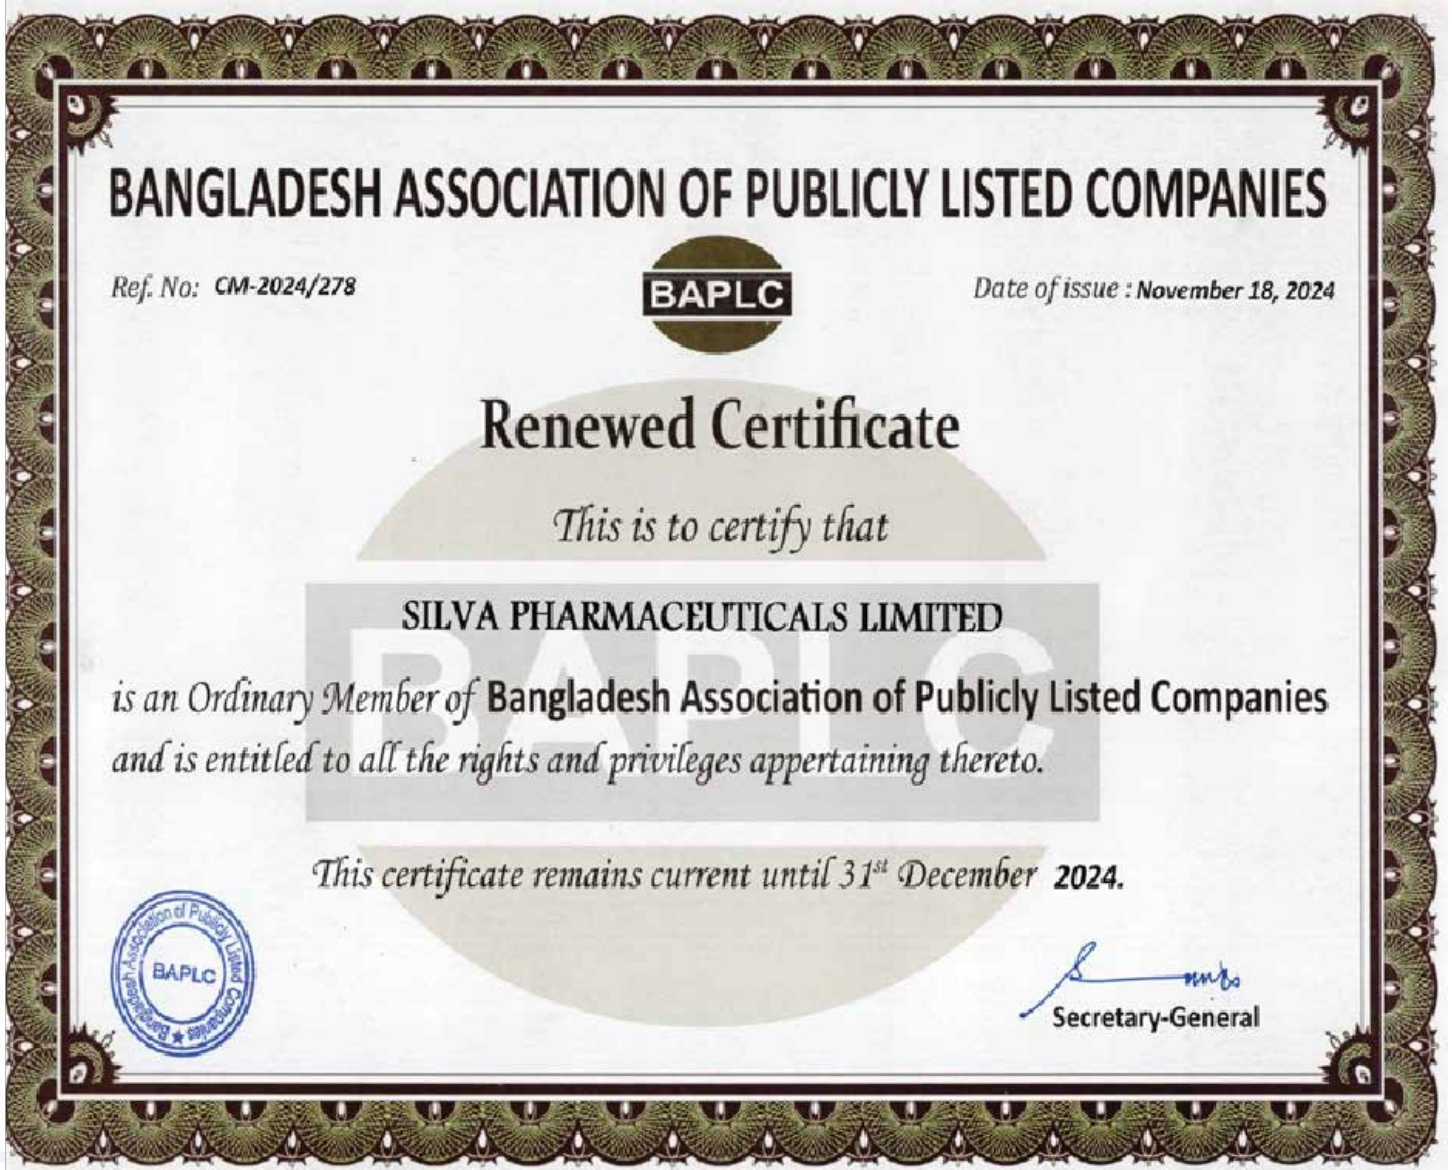 BANGLADESH ASSOCIATION OF PUBLICLY LISTED COMPANIES
Ref. No: CM-2024/278
BAPLC
Date of issue : November 18, 2024
Renewed Certificate
This is to certify that
SILVA PHARMACEUTICALS LIMITED
BAPLC
is an Ordinary Member of Bangladesh Association of Publicly Listed Companies
and is entitled to all the rights and privileges appertaining thereto.
This certificate remains current until 31st December 2024.
Bangladesh Association of Publicly Listed Companies ★
BAPLC
Secretary-General